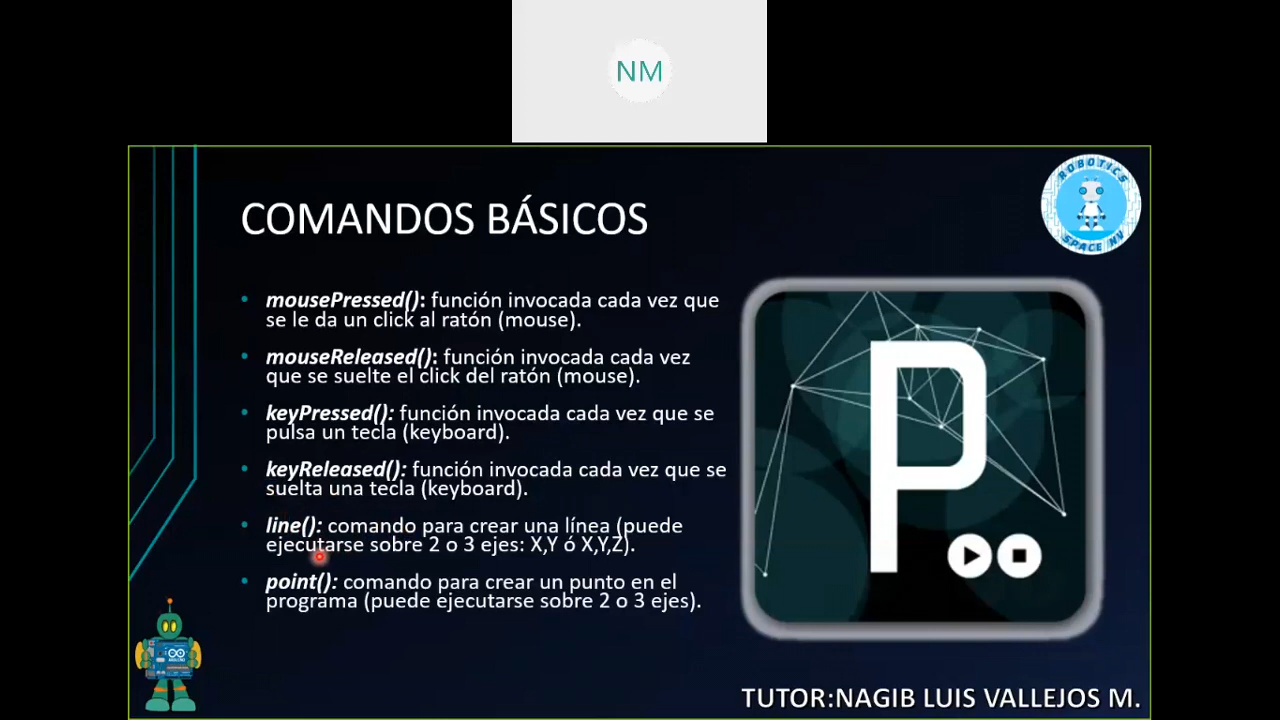 NM
ROBOTICS
SPACE NV
COMANDOS BÁSICOS
• mousePressed(): función invocada cada vez que
se le da un click al ratón (mouse).
• mouseReleased(): función invocada cada vez
que se suelte el click del ratón (mouse).
• keyPressed(): función invocada cada vez que se
pulsa un tecla (keyboard).
• keyReleased(): función invocada cada vez que se
suelta una tecla (keyboard).
• line(): comando para crear una línea (puede
ejecutarse sobre 2 o 3 ejes: X,Y ó X,Y,Z).
• point(): comando para crear un punto en el
programa (puede ejecutarse sobre 2 o 3 ejes).
P
TUTOR:NAGIB LUIS VALLEJOS M.